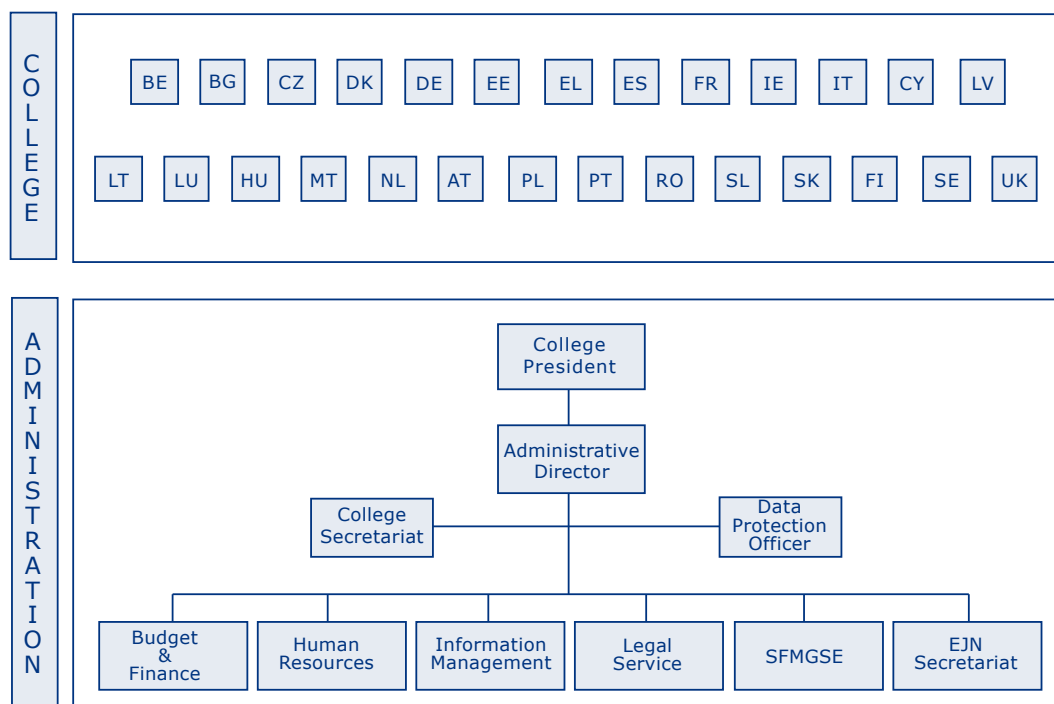 COLLEGE
BE BG CZ DK DE EE EL ES FR IE IT CY LV
LT LU HU MT NL AT PL PT RO SL SK FI SE UK
ADMINISTRATION
College
President
Administrative
Director
College
Secretariat
Data
Protection
Officer
Budget
&
Finance
Human
Resources
Information
Management
Legal
Service
SFMGSE
EJN
Secretariat